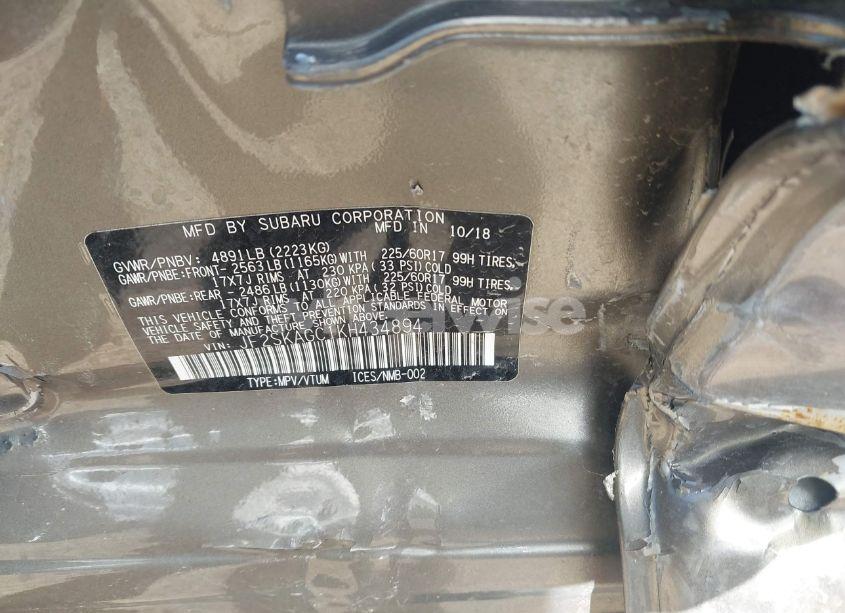 MFD BY SUBARU CORPORATION
MFD IN 10/18
GVWR/PNBV: 4891LB (2223KG)
GAWR/PNBE:FRONT- 2563LB (1165KG)WITH 225/60R17 99H TIRES,
17X7J RIMS AT 230 KPA (33 PSI)COLD
GAWR/PNBE:REAR - 2486LB (1130KG)WITH 225/60R17 99H TIRES,
17X7J RIMS AT 220 KPA (32 PSI)COLD
THIS VEHICLE CONFORMS TO ALL APPLICABLE FEDERAL MOTOR
VEHICLE SAFETY AND THEFT PREVENTION STANDARDS IN EFFECT ON
THE DATE OF MANUFACTURE SHOWN ABOVE.
VIN:
TYPE:MPV/VTUM ICES/NMB-002